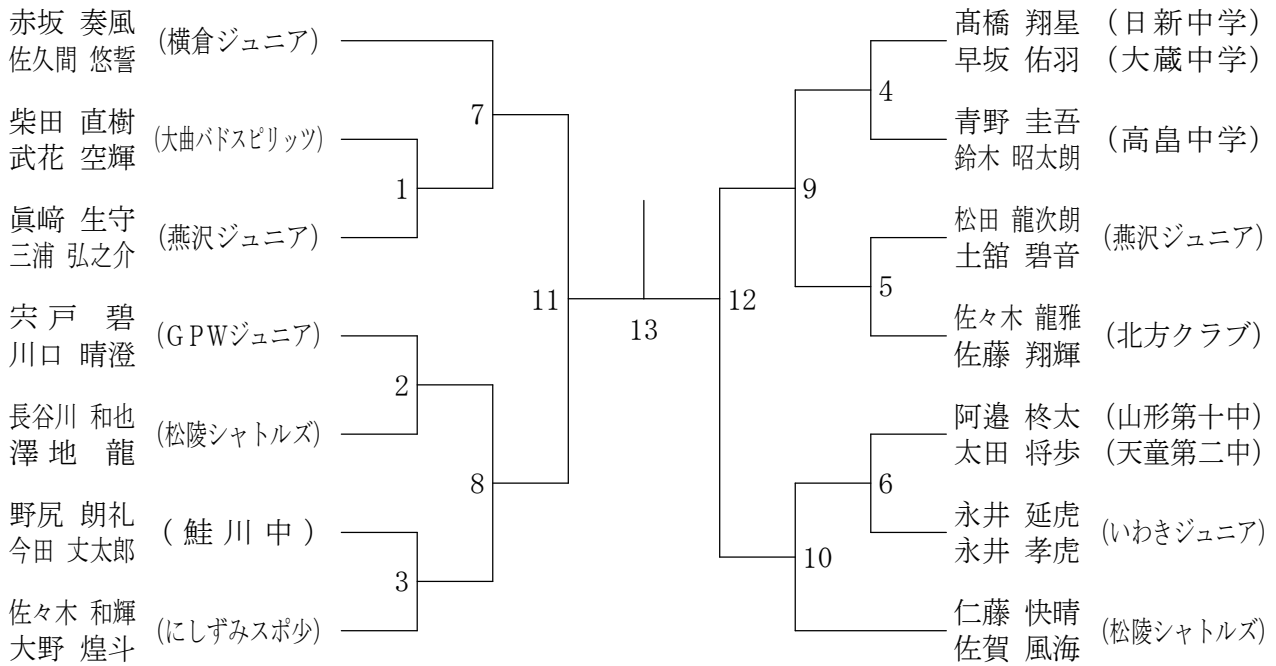 赤坂 奏風
佐久間 悠誓
(横倉ジュニア)
柴田 直樹
武花 空輝
(大曲バドスピリッツ)
眞﨑 生守
三浦 弘之介
(燕沢ジュニア)
宍戸 碧
川口 晴澄
(GPWジュニア)
長谷川 和也
澤地 龍
(松陵シャトルズ)
野尻 朗礼
今田 丈太郎
(鮭川中)
佐々木 和輝
大野 煌斗
(にしずみスポ少)
1
2
3
7
8
11
13
12
9
10
4
5
6
髙橋 翔星 (日新中学)
早坂 佑羽 (大蔵中学)
青野 圭吾
鈴木 昭太朗
(高畠中学)
松田 龍次朗
土舘 碧音
(燕沢ジュニア)
佐々木 龍雅
佐藤 翔輝
(北方クラブ)
阿邉 柊太 (山形第十中)
太田 将歩 (天童第二中)
永井 延虎
永井 孝虎
(いわきジュニア)
仁藤 快晴
佐賀 風海
(松陵シャトルズ)